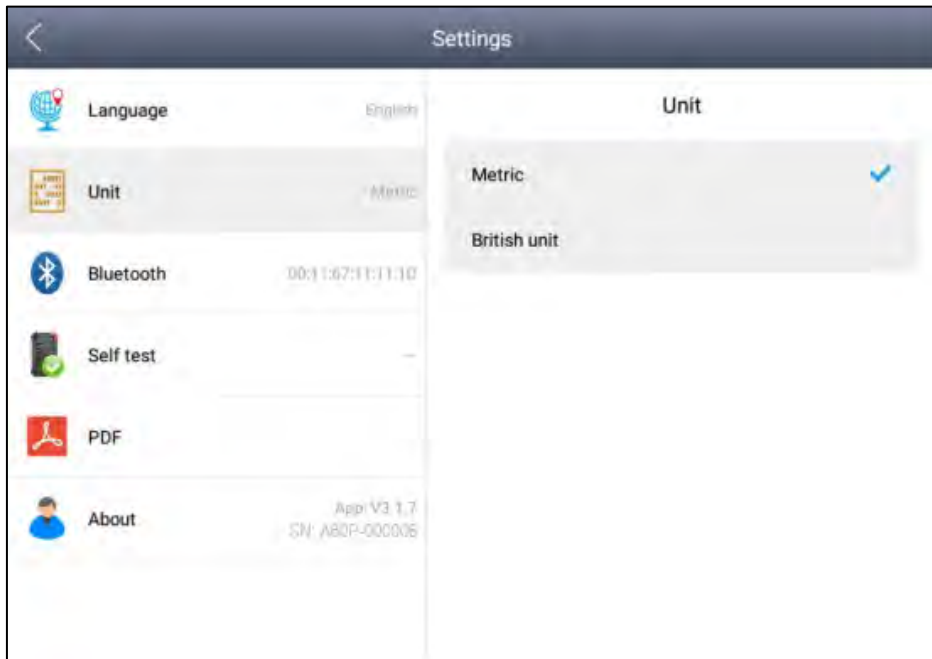 Settings
Language
English
Unit
Metric
Bluetooth
00:11:67:11:11:10
Self test
--
PDF
About
App: V3.1.7
SN: A80P-000006
Unit
Metric
British unit